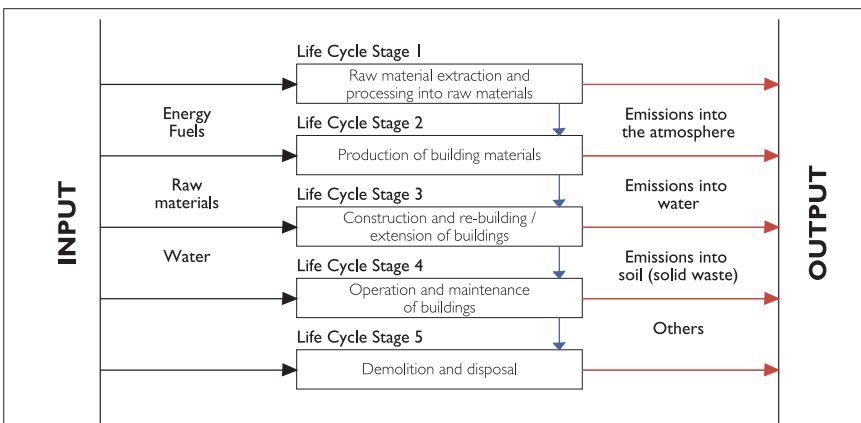 INPUT
Energy
Fuels
Raw
materials
Water
Life Cycle Stage 1
Raw material extraction and
processing into raw materials
Life Cycle Stage 2
Production of building materials
Life Cycle Stage 3
Construction and re-building /
extension of buildings
Life Cycle Stage 4
Operation and maintenance
of buildings
Life Cycle Stage 5
Demolition and disposal
Emissions into
the atmosphere
Emissions into
water
Emissions into
soil (solid waste)
Others
OUTPUT